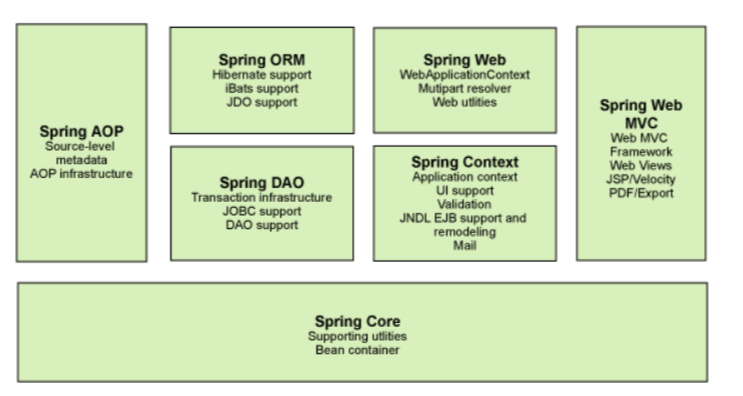 Spring AOP
Source-level
metadata
AOP infrastructure
Spring ORM
Hibernate support
iBats support
JDO support
Spring Web
WebApplicationContext
Mutipart resolver
Web utlities
Spring Web
MVC
Web MVC
Framework
Web Views
JSP/Velocity
PDF/Export
Spring DAO
Transaction infrastructure
JOBC support
DAO support
Spring Context
Application context
UI support
Validation
JNDL EJB support and
remodeling
Mail
Spring Core
Supporting utlities
Bean container